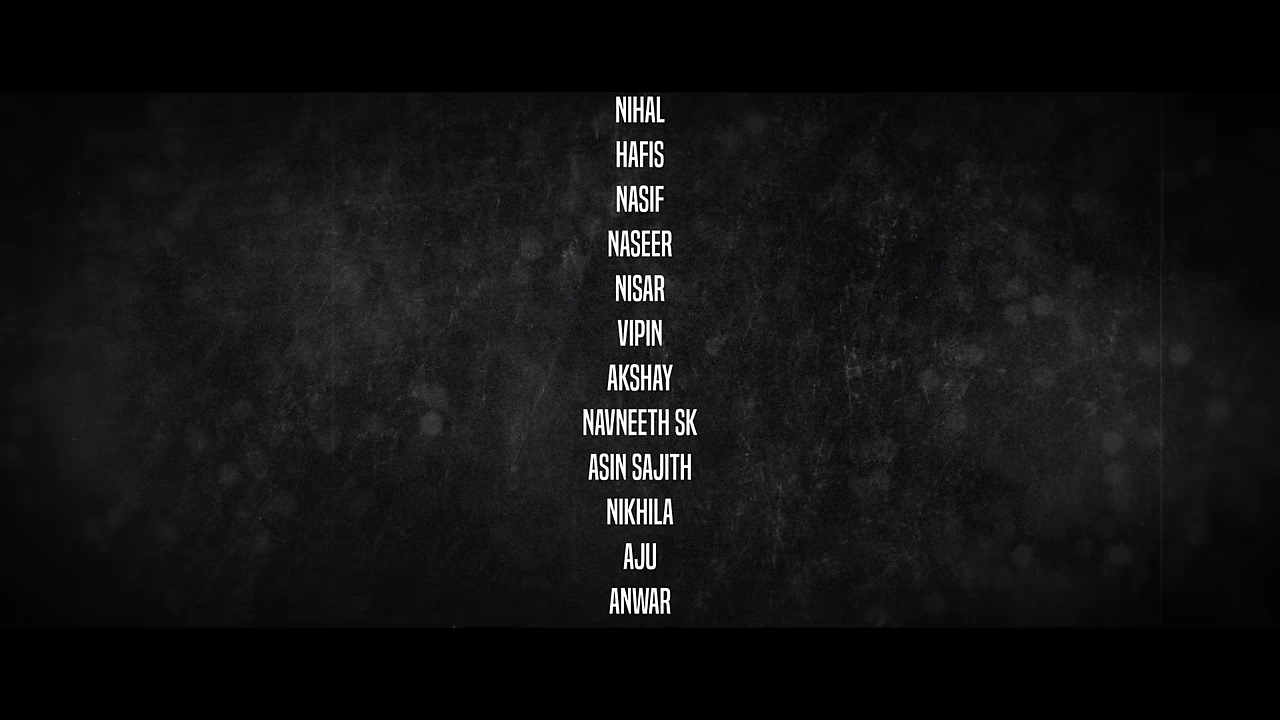 NIHAL
HAFIS
NASIF
NASEER
NISAR
VIPIN
AKSHAY
NAVNEETH SK
ASIN SAJITH
NIKHILA
AJU
ANWAR